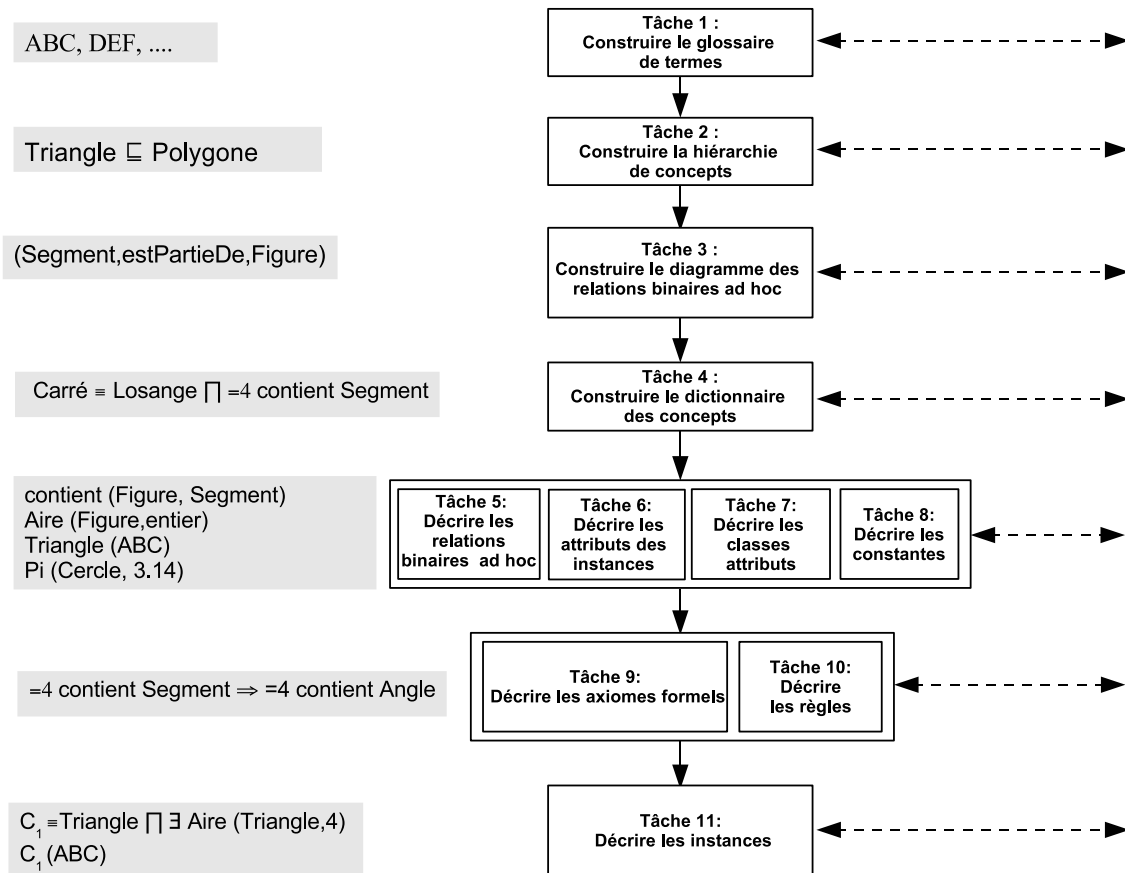 ABC, DEF, ....
Tâche 1 :
Construire le glossaire
de termes
Triangle ⊑ Polygone
Tâche 2 :
Construire la hiérarchie
de concepts
(Segment,estPartieDe,Figure)
Tâche 3 :
Construire le diagramme des
relations binaires ad hoc
Carré ≡ Losange ∏ =4 contient Segment
Tâche 4 :
Construire le dictionnaire
des concepts
contient (Figure, Segment)
Aire (Figure,entier)
Triangle (ABC)
Pi (Cercle, 3.14)
Tâche 5:
Décrire les
relations
binaires ad hoc
Tâche 6:
Décrire les
attributs des
instances
Tâche 7:
Décrire les
classes
attributs
Tâche 8:
Décrire les
constantes
=4 contient Segment ⇒ =4 contient Angle
Tâche 9:
Décrire les axiomes formels
Tâche 10:
Décrire
les règles
C₁ ≡Triangle ∏ ∃ Aire (Triangle,4)
C₁ (ABC)
Tâche 11:
Décrire les instances